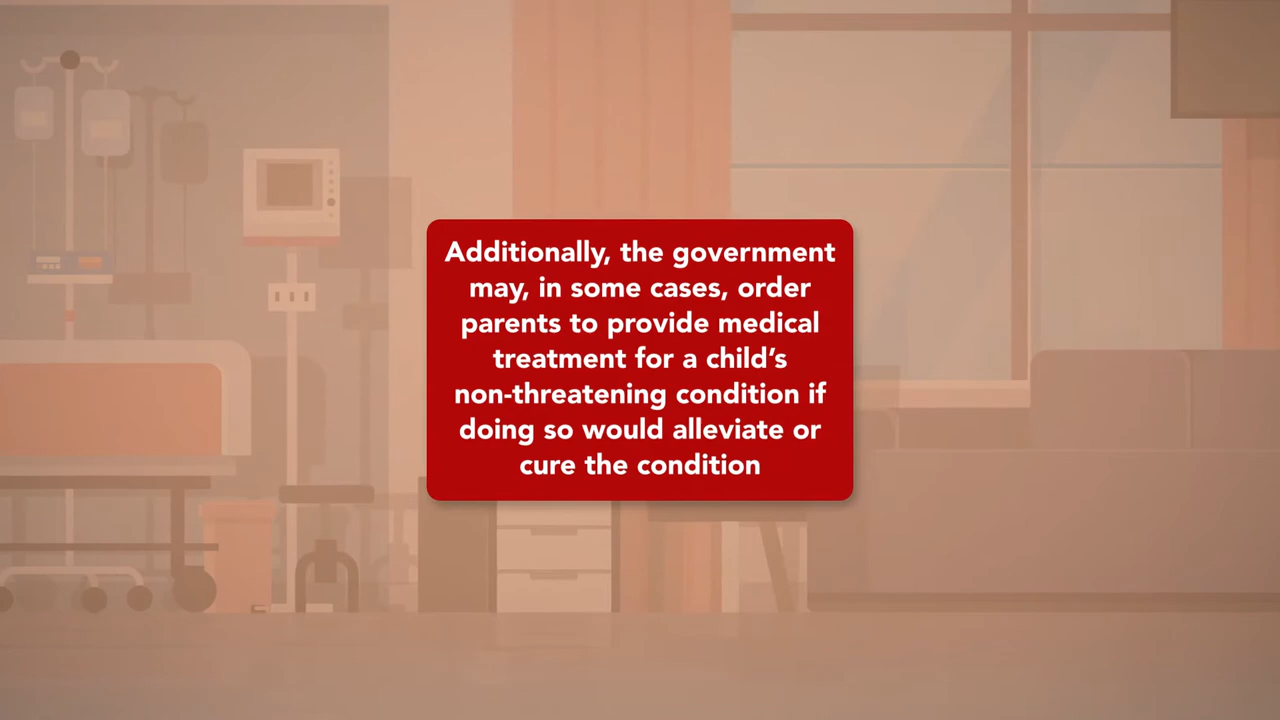 Additionally, the government
may, in some cases, order
parents to provide medical
treatment for a child’s
non-threatening condition if
doing so would alleviate or
cure the condition